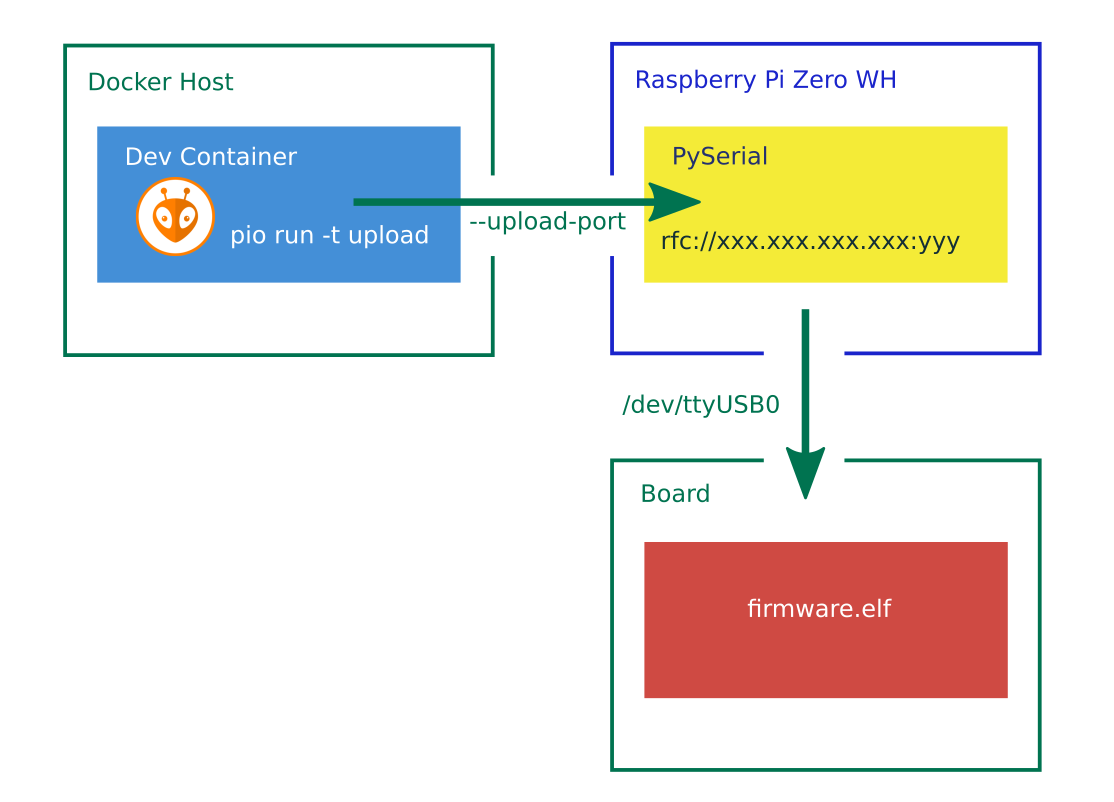 Docker Host
Dev Container
pio run -t upload
--upload-port
Raspberry Pi Zero WH
PySerial
rfc://xxx.xxx.xxx.xxx:yyy
/dev/ttyUSB0
Board
firmware.elf